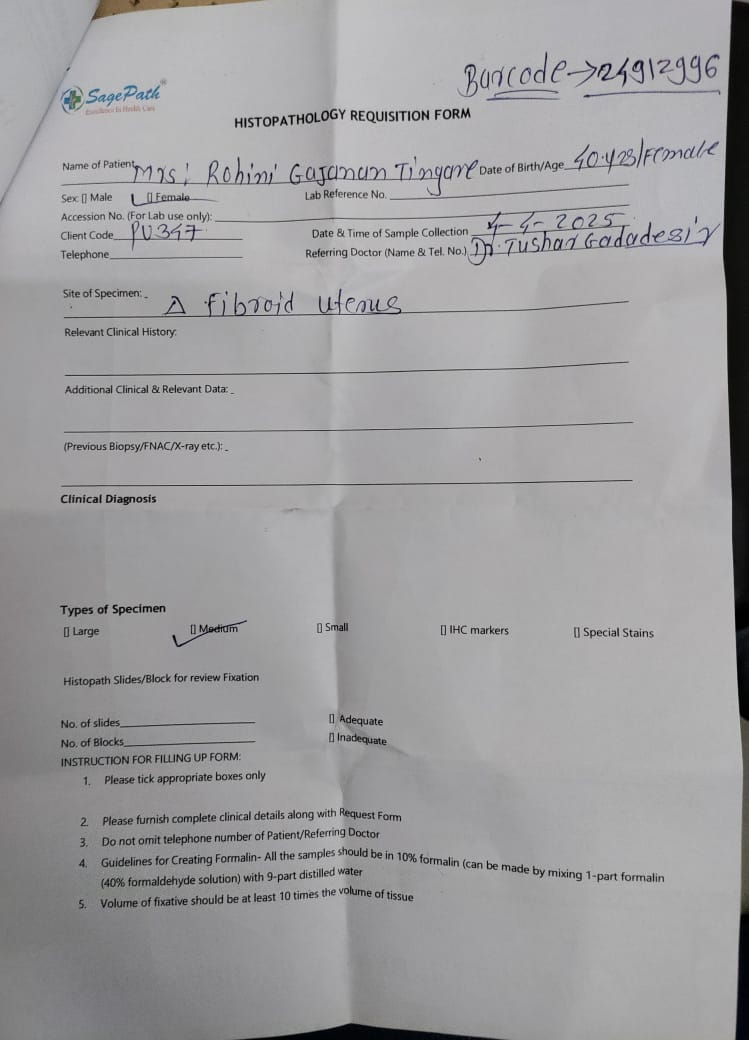 Barcode → 24912996
SagePath
Excellence In Health Care
HISTOPATHOLOGY REQUISITION FORM
Name of Patient Mrs: Rohini Gajanan Tingare Date of Birth/Age 40 yrs/Female
Sex: [] Male [] Female Lab Reference No.
Accession No. (For Lab use only):
Client Code PU347 Date & Time of Sample Collection 4-4-2025
Telephone Referring Doctor (Name & Tel. No.) Dr. Tushar Gadadesir
Site of Specimen: Δ fibroid uterus
Relevant Clinical History:
Additional Clinical & Relevant Data:
(Previous Biopsy/FNAC/X-ray etc.):
Clinical Diagnosis
Types of Specimen
[] Large [] Medium [] Small [] IHC markers [] Special Stains
Histopath Slides/Block for review Fixation
No. of slides [] Adequate
No. of Blocks [] Inadequate
INSTRUCTION FOR FILLING UP FORM:
1. Please tick appropriate boxes only
2. Please furnish complete clinical details along with Request Form
3. Do not omit telephone number of Patient/Referring Doctor
4. Guidelines for Creating Formalin- All the samples should be in 10% formalin (can be made by mixing 1-part formalin
(40% formaldehyde solution) with 9-part distilled water
5. Volume of fixative should be at least 10 times the volume of tissue